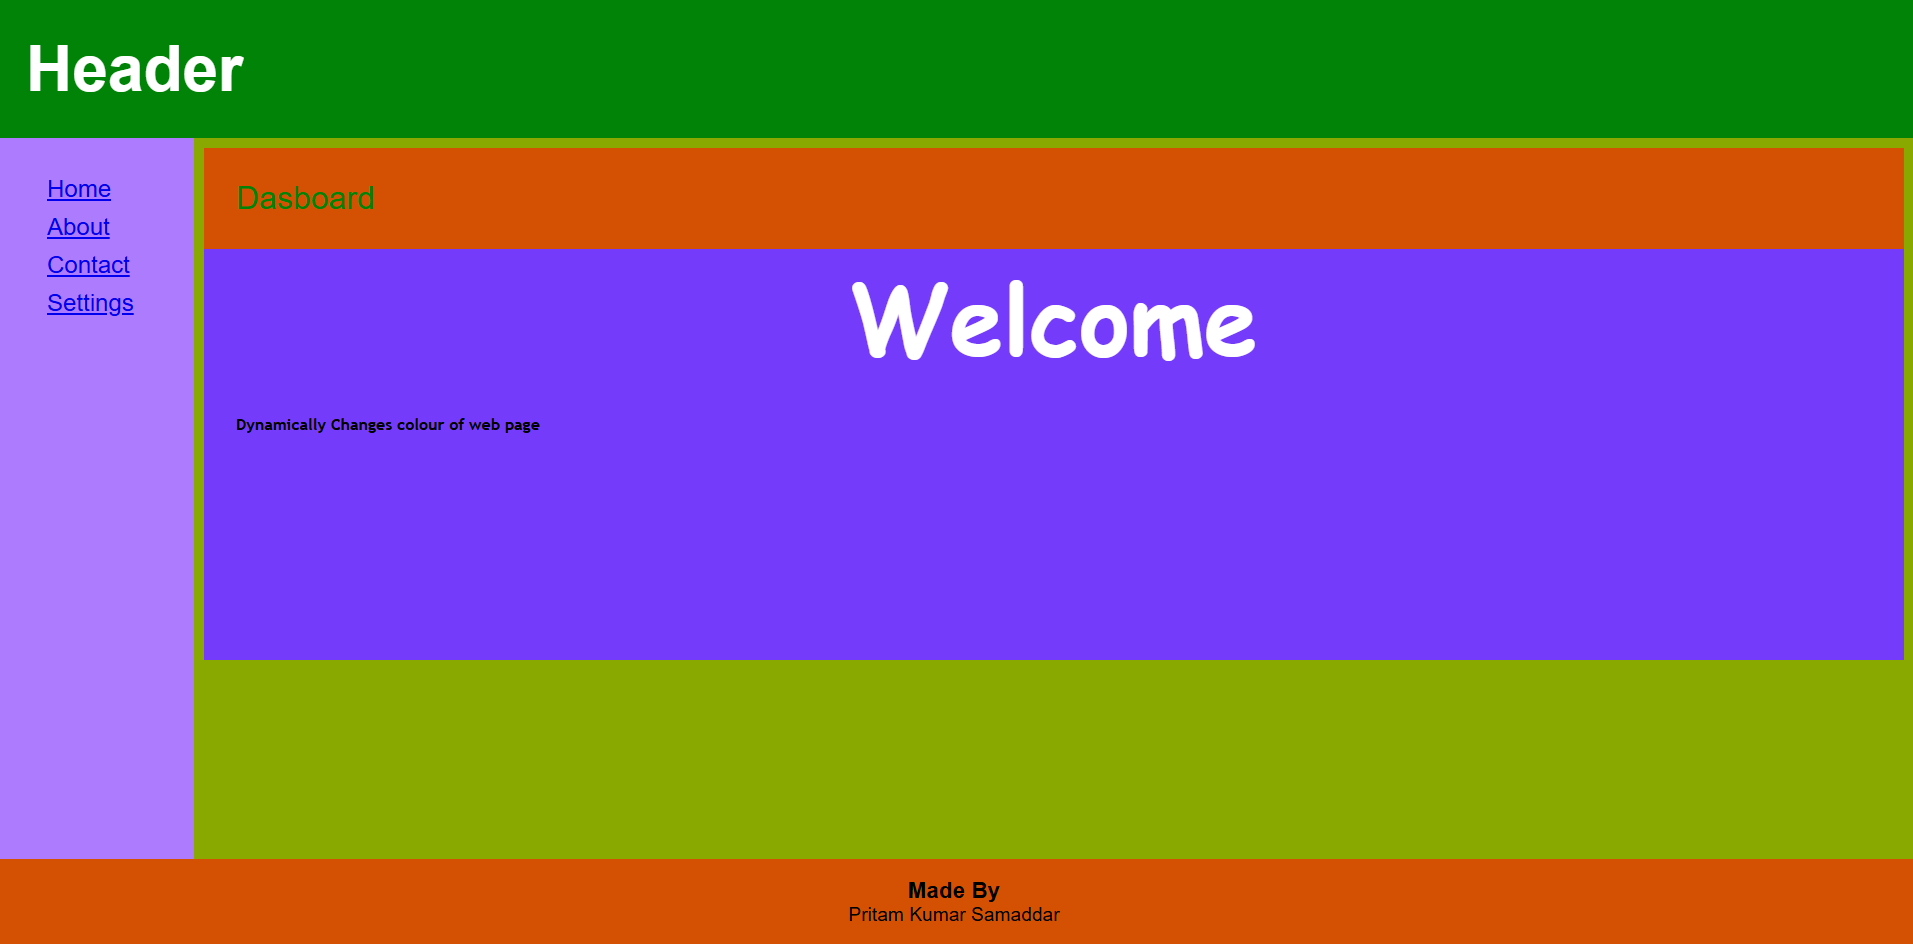 Header
Home
About
Contact
Settings
Dasboard
Welcome
Dynamically Changes colour of web page
Made By
Pritam Kumar Samaddar